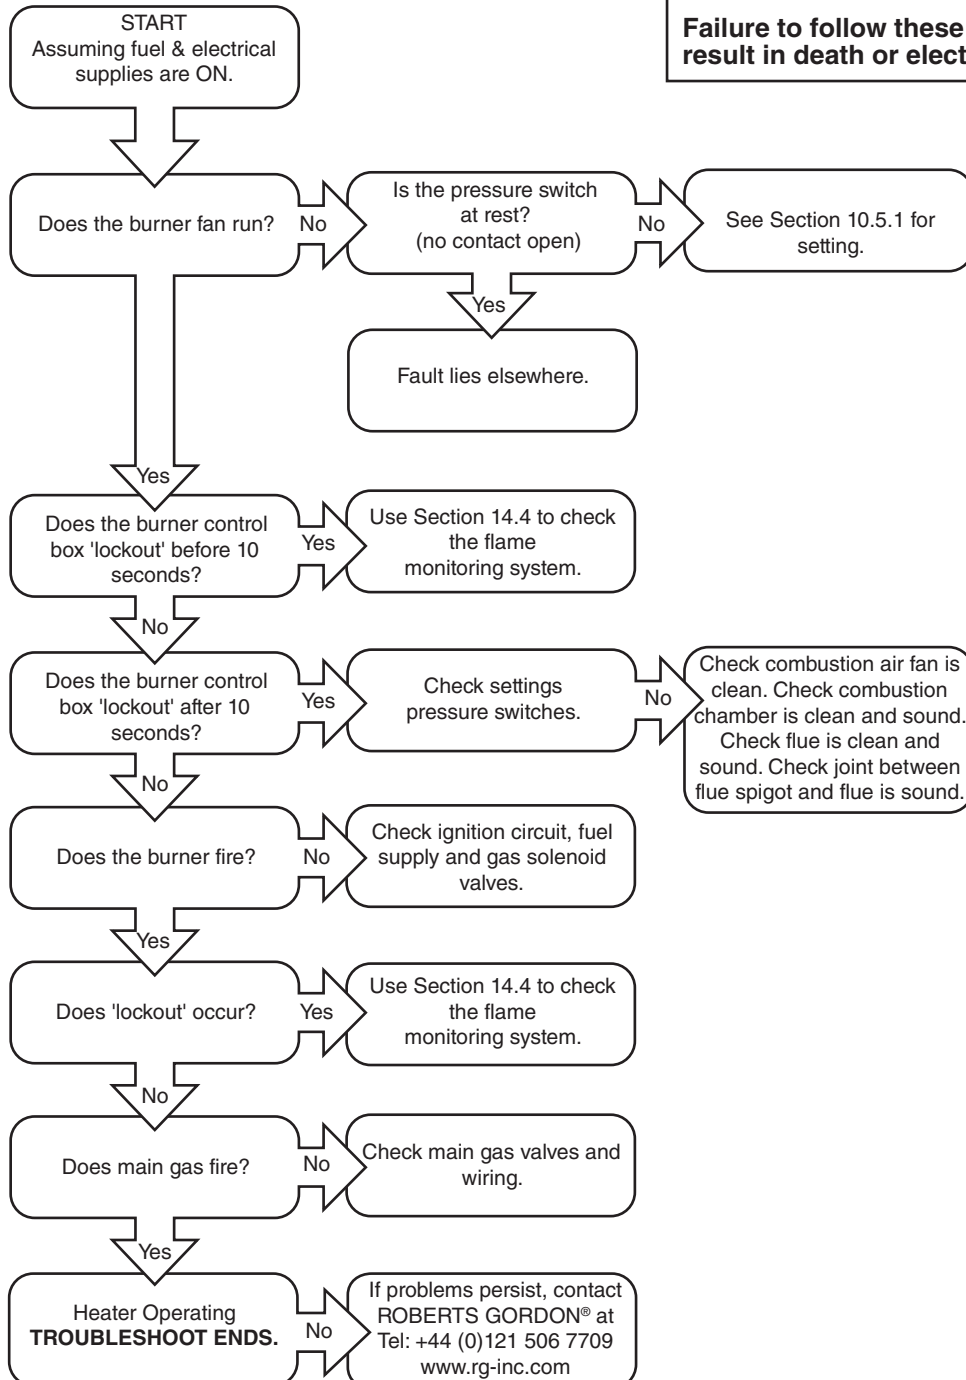 Failure to follow these
result in death or elect
START
Assuming fuel & electrical
supplies are ON.
Does the burner fan run?
No
Is the pressure switch
at rest?
(no contact open)
No
See Section 10.5.1 for
setting.
Yes
Fault lies elsewhere.
Yes
Does the burner control
box 'lockout' before 10
seconds?
Yes
Use Section 14.4 to check
the flame
monitoring system.
No
Does the burner control
box 'lockout' after 10
seconds?
Yes
Check settings
pressure switches.
No
Check combustion air fan is
clean. Check combustion
chamber is clean and sound.
Check flue is clean and
sound. Check joint between
flue spigot and flue is sound.
No
Does the burner fire?
No
Check ignition circuit, fuel
supply and gas solenoid
valves.
Yes
Does 'lockout' occur?
Yes
Use Section 14.4 to check
the flame
monitoring system.
No
Does main gas fire?
No
Check main gas valves and
wiring.
Yes
Heater Operating
TROUBLESHOOT ENDS.
No
If problems persist, contact
ROBERTS GORDON® at
Tel: +44 (0)121 506 7709
www.rg-inc.com